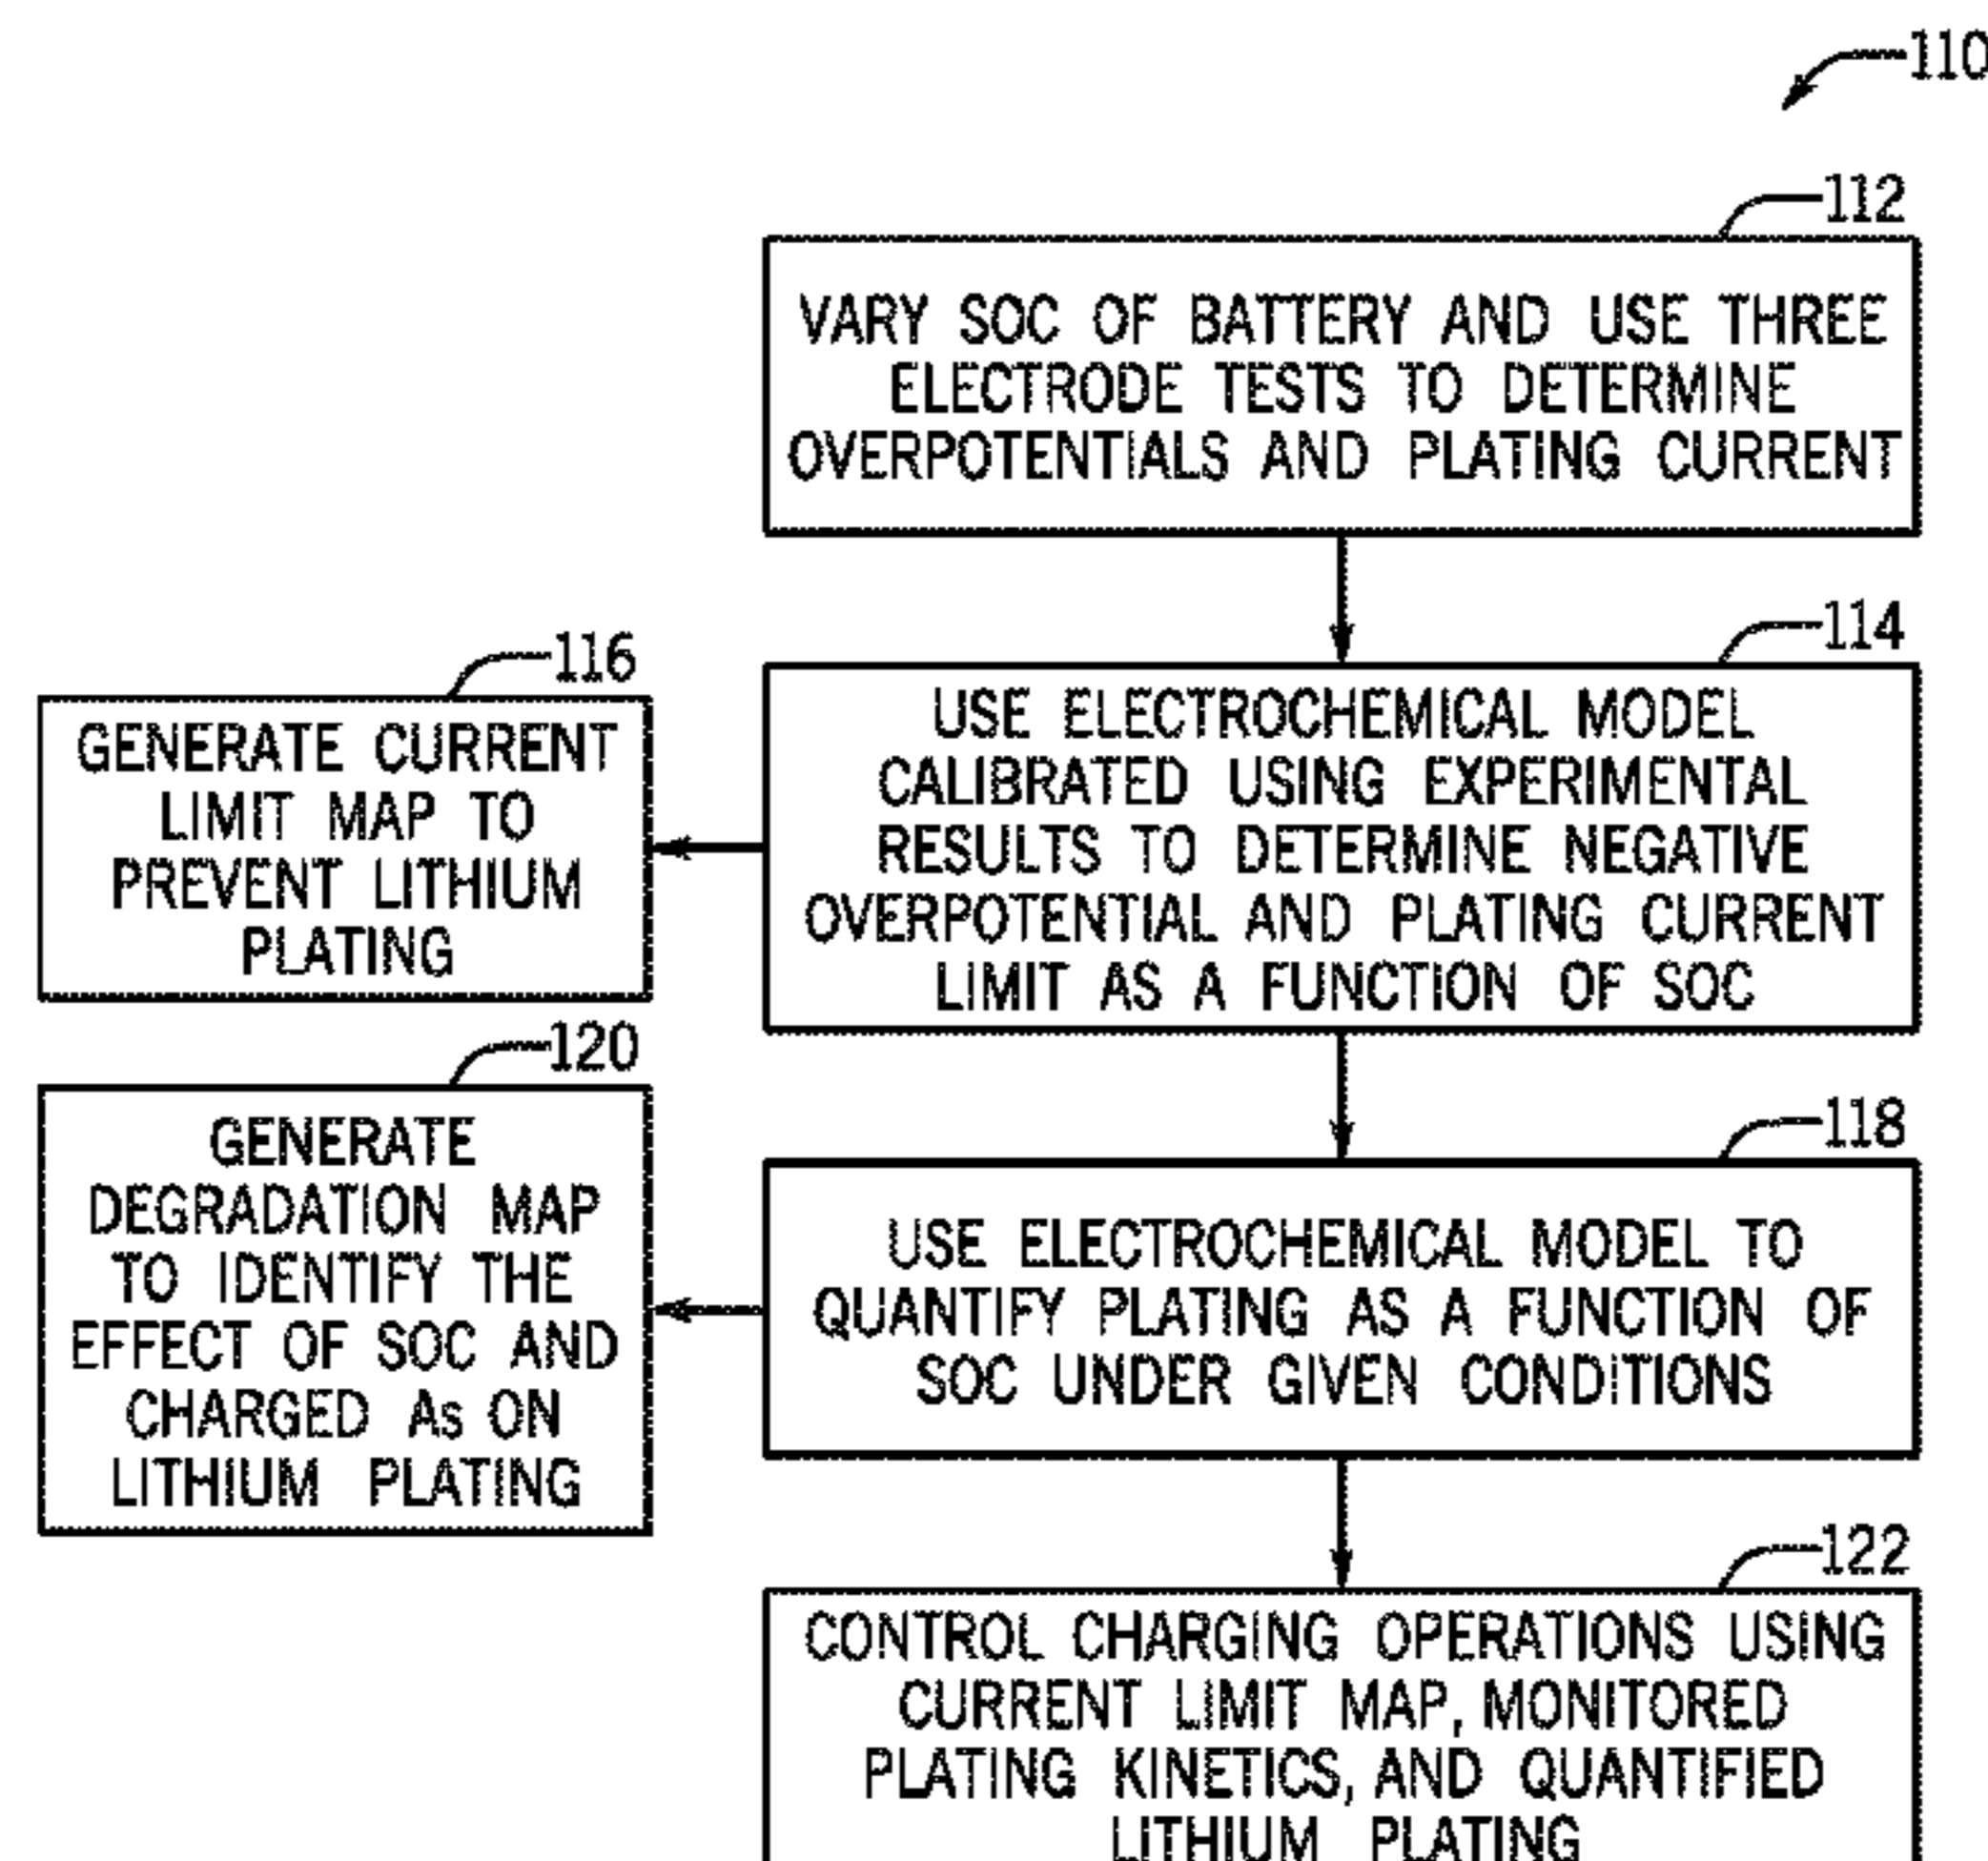 110
112
VARY SOC OF BATTERY AND USE THREE
ELECTRODE TESTS TO DETERMINE
OVERPOTENTIALS AND PLATING CURRENT
114
USE ELECTROCHEMICAL MODEL
CALIBRATED USING EXPERIMENTAL
RESULTS TO DETERMINE NEGATIVE
OVERPOTENTIAL AND PLATING CURRENT
LIMIT AS A FUNCTION OF SOC
116
GENERATE CURRENT
LIMIT MAP TO
PREVENT LITHIUM
PLATING
118
USE ELECTROCHEMICAL MODEL TO
QUANTIFY PLATING AS A FUNCTION OF
SOC UNDER GIVEN CONDITIONS
120
GENERATE
DEGRADATION MAP
TO IDENTIFY THE
EFFECT OF SOC AND
CHARGED As ON
LITHIUM PLATING
122
CONTROL CHARGING OPERATIONS USING
CURRENT LIMIT MAP, MONITORED
PLATING KINETICS, AND QUANTIFIED
LITHIUM PLATING